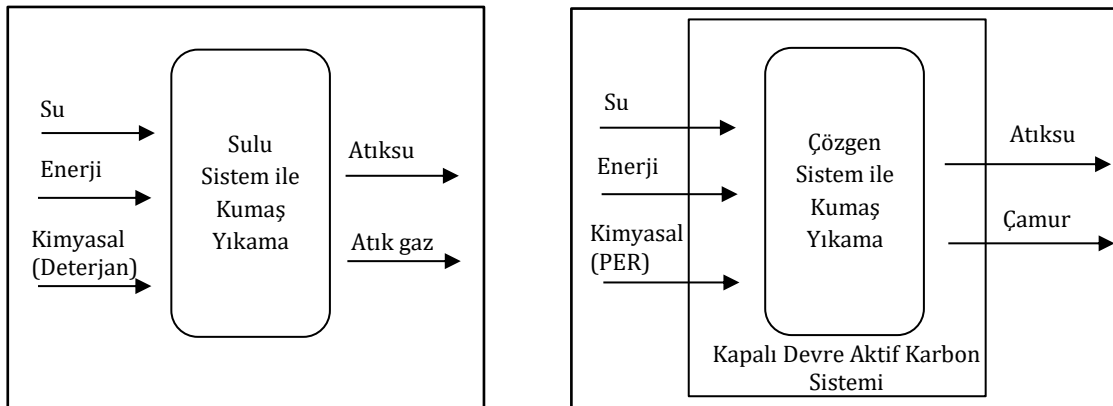 Su
Enerji
Kimyasal
(Deterjan)
Sulu
Sistem ile
Kumaş
Yıkama
Atıksu
Atık gaz
Su
Enerji
Kimyasal
(PER)
Çözgen
Sistem ile
Kumaş
Yıkama
Kapalı Devre Aktif Karbon
Sistemi
Atıksu
Çamur